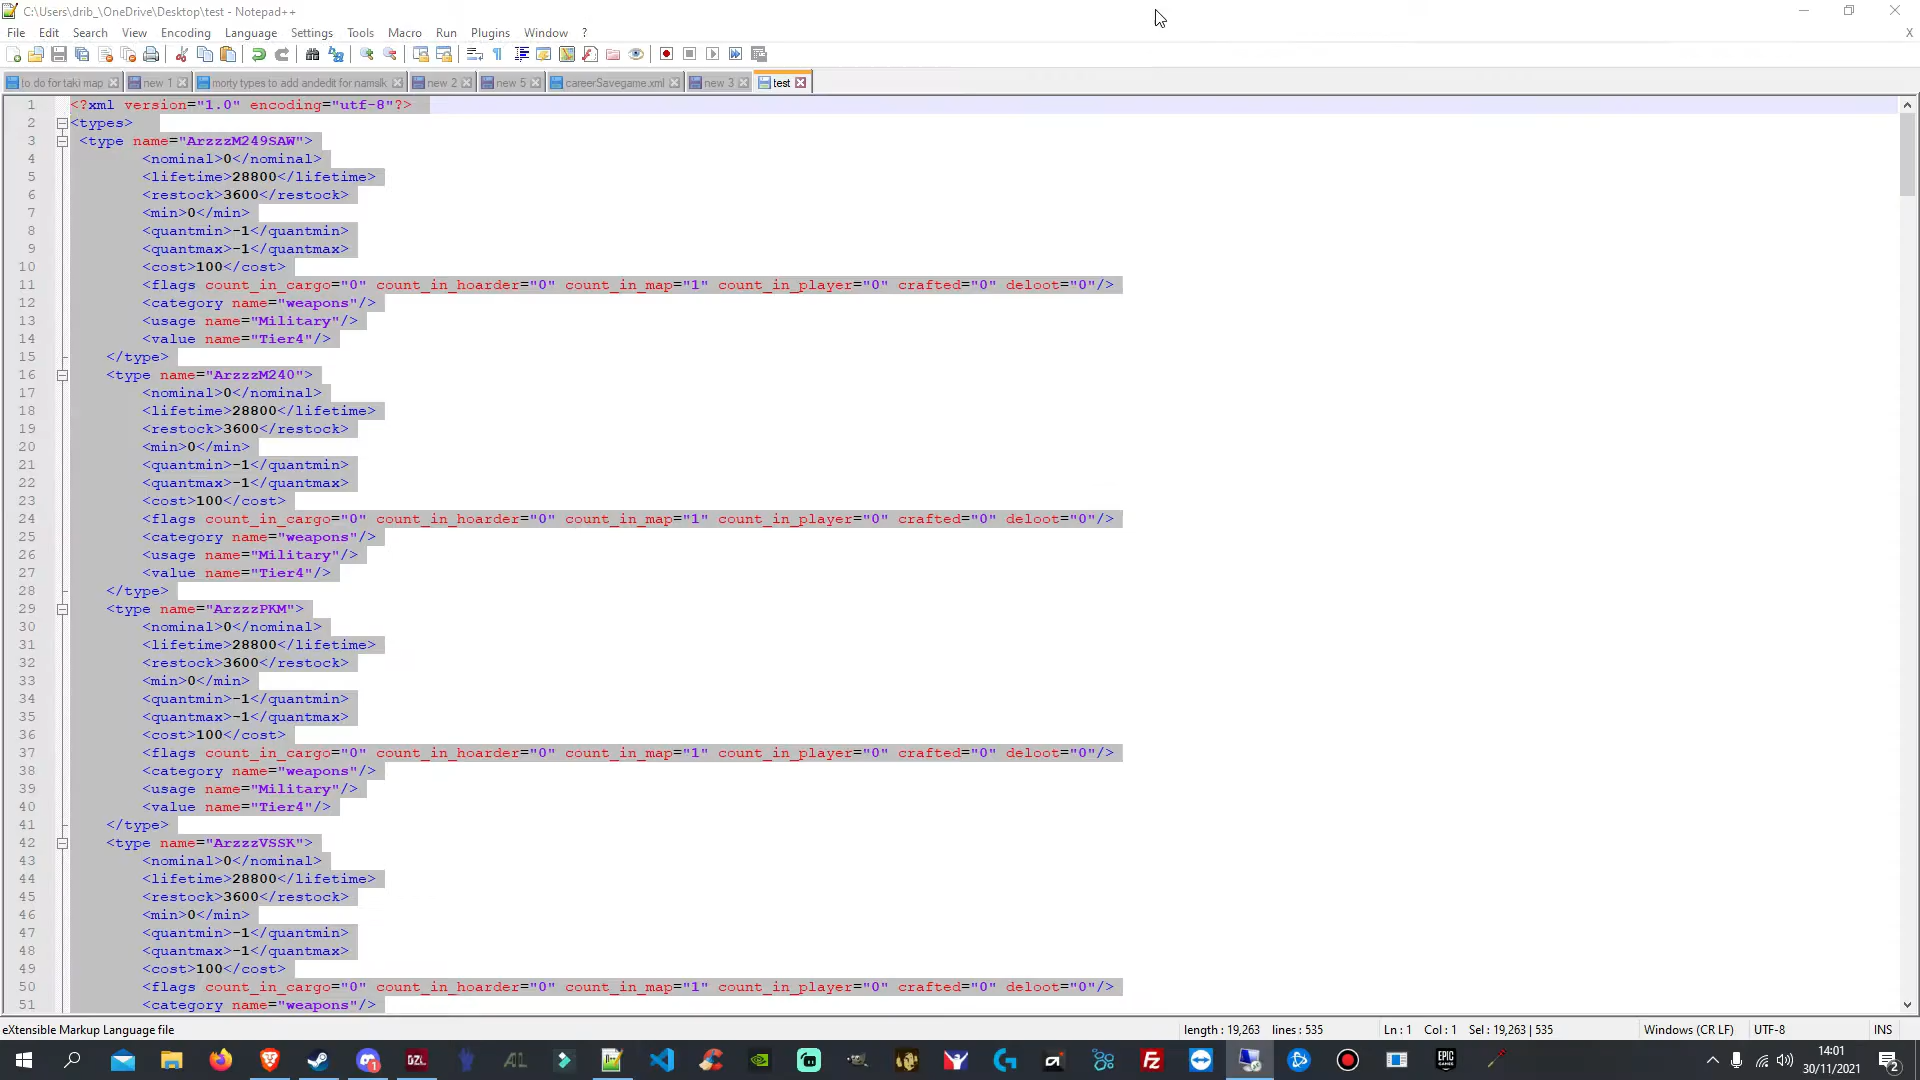 C:\Users\drib_\OneDrive\Desktop\test - Notepad++
File Edit Search View Encoding Language Settings Tools Macro Run Plugins Window ? X
to do for taki map new 1 morty types to add andedit for namslk new 2 new 5 careerSavegame.xml new 3 test
1 <?xml version="1.0" encoding="utf-8"?>
2 <types>
3 <type name="ArzzzM249SAW">
4 <nominal>0</nominal>
5 <lifetime>28800</lifetime>
6 <restock>3600</restock>
7 <min>0</min>
8 <quantmin>-1</quantmin>
9 <quantmax>-1</quantmax>
10 <cost>100</cost>
11 <flags count_in_cargo="0" count_in_hoarder="0" count_in_map="1" count_in_player="0" crafted="0" deloot="0"/>
12 <category name="weapons"/>
13 <usage name="Military"/>
14 <value name="Tier4"/>
15 </type>
16 <type name="ArzzzM240">
17 <nominal>0</nominal>
18 <lifetime>28800</lifetime>
19 <restock>3600</restock>
20 <min>0</min>
21 <quantmin>-1</quantmin>
22 <quantmax>-1</quantmax>
23 <cost>100</cost>
24 <flags count_in_cargo="0" count_in_hoarder="0" count_in_map="1" count_in_player="0" crafted="0" deloot="0"/>
25 <category name="weapons"/>
26 <usage name="Military"/>
27 <value name="Tier4"/>
28 </type>
29 <type name="ArzzzPKM">
30 <nominal>0</nominal>
31 <lifetime>28800</lifetime>
32 <restock>3600</restock>
33 <min>0</min>
34 <quantmin>-1</quantmin>
35 <quantmax>-1</quantmax>
36 <cost>100</cost>
37 <flags count_in_cargo="0" count_in_hoarder="0" count_in_map="1" count_in_player="0" crafted="0" deloot="0"/>
38 <category name="weapons"/>
39 <usage name="Military"/>
40 <value name="Tier4"/>
41 </type>
42 <type name="ArzzzVSSK">
43 <nominal>0</nominal>
44 <lifetime>28800</lifetime>
45 <restock>3600</restock>
46 <min>0</min>
47 <quantmin>-1</quantmin>
48 <quantmax>-1</quantmax>
49 <cost>100</cost>
50 <flags count_in_cargo="0" count_in_hoarder="0" count_in_map="1" count_in_player="0" crafted="0" deloot="0"/>
51 <category name="weapons"/>
eXtensible Markup Language file length : 19,263 lines : 535 Ln : 1 Col : 1 Sel : 19,263 | 535 Windows (CR LF) UTF-8 INS
DZL AL EPIC GAMES
14:01
30/11/2021
2